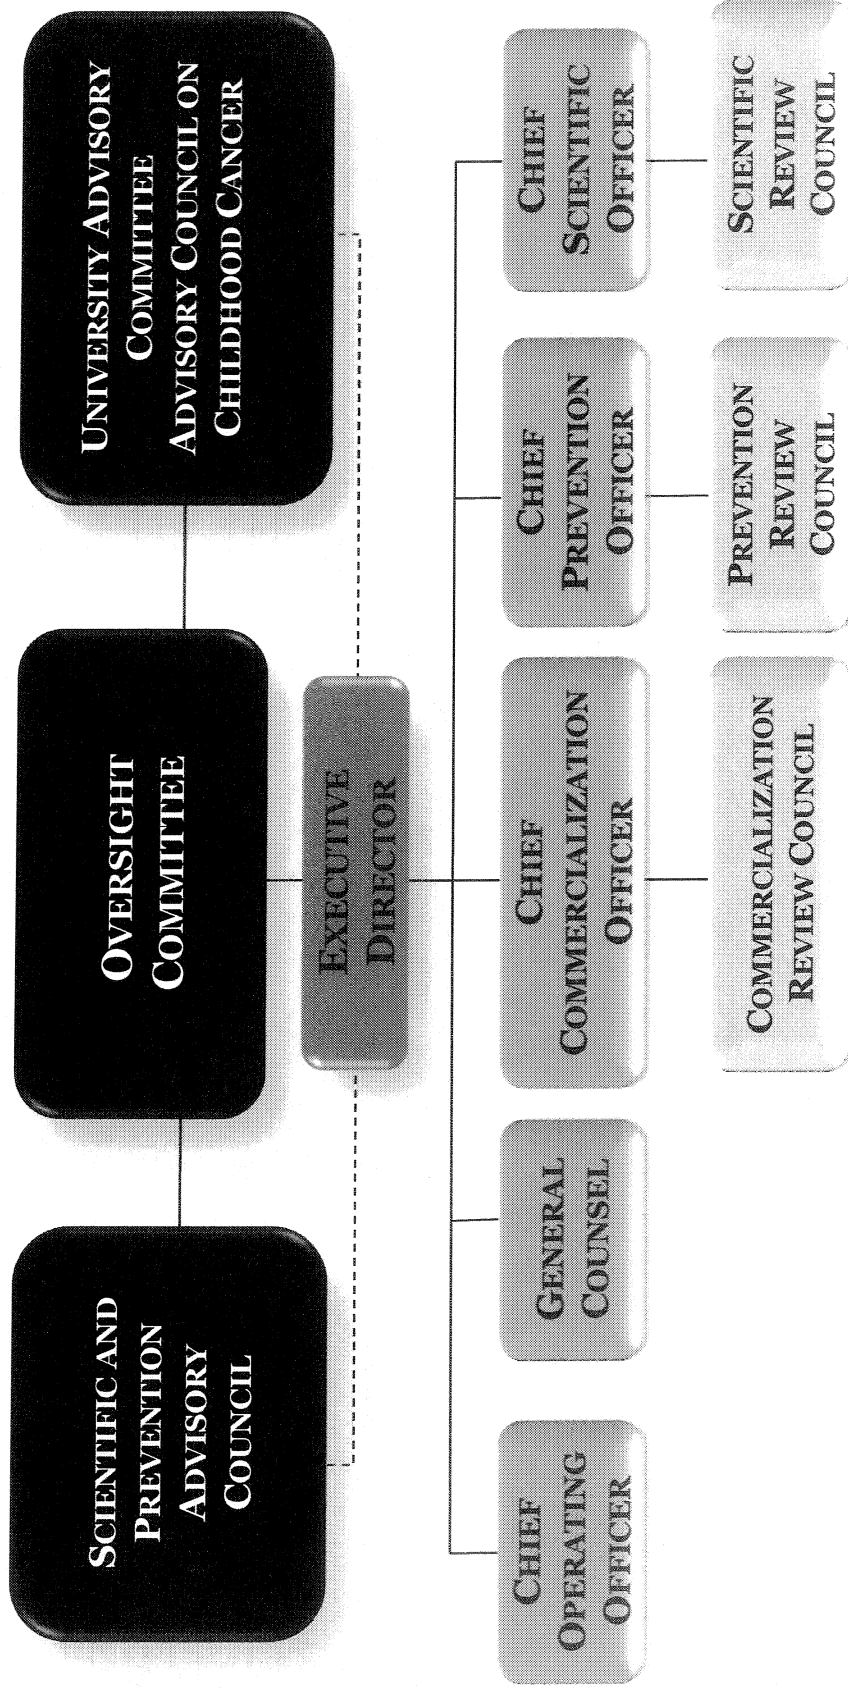 SCIENTIFIC AND
PREVENTION
ADVISORY
COUNCIL
OVERSIGHT
COMMITTEE
UNIVERSITY ADVISORY
COMMITTEE
ADVISORY COUNCIL ON
CHILDHOOD CANCER
EXECUTIVE
DIRECTOR
CHIEF
OPERATING
OFFICER
GENERAL
COUNSEL
CHIEF
COMMERCIALIZATION
OFFICER
CHIEF
PREVENTION
OFFICER
CHIEF
SCIENTIFIC
OFFICER
COMMERCIALIZATION
REVIEW COUNCIL
PREVENTION
REVIEW
COUNCIL
SCIENTIFIC
REVIEW
COUNCIL